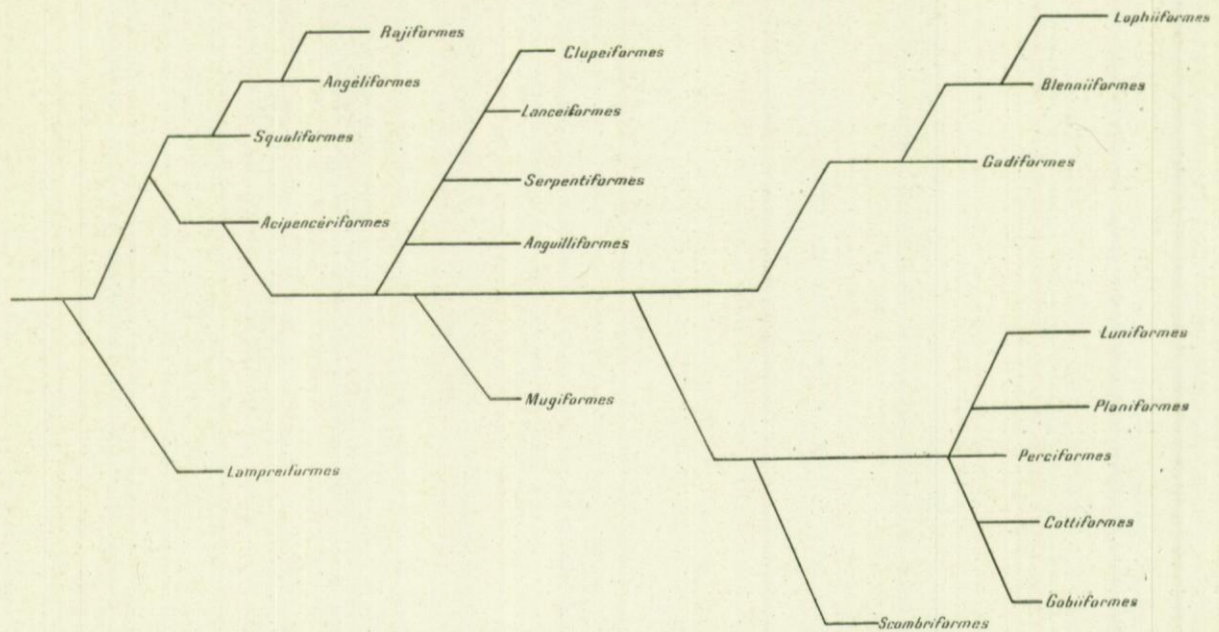 Lophiiformes
Rajiformes
Clupeiformes
Angéliformes
Blenniiformes
Lanceiformes
Squaliformes
Gadiformes
Serpentiformes
Acipencériformes
Anguilliformes
Luniformes
Mugiformes
Planiformes
Perciformes
Lampreiformes
Cottiformes
Gobiiformes
Scombriformes